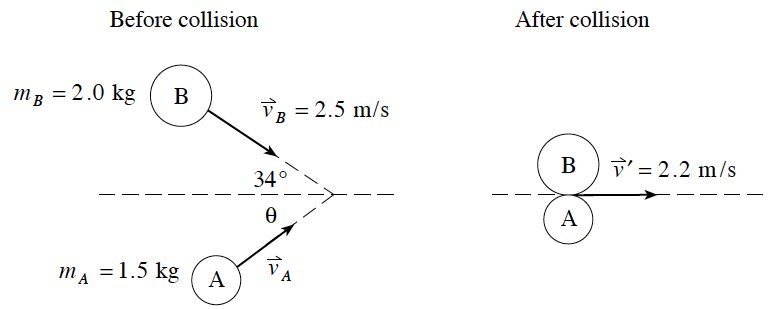 Before collision
After collision
m_B = 2.0 kg
B
v⃗_B = 2.5 m/s
34°
θ
m_A = 1.5 kg
A
v⃗_A
B
v⃗′ = 2.2 m/s
A